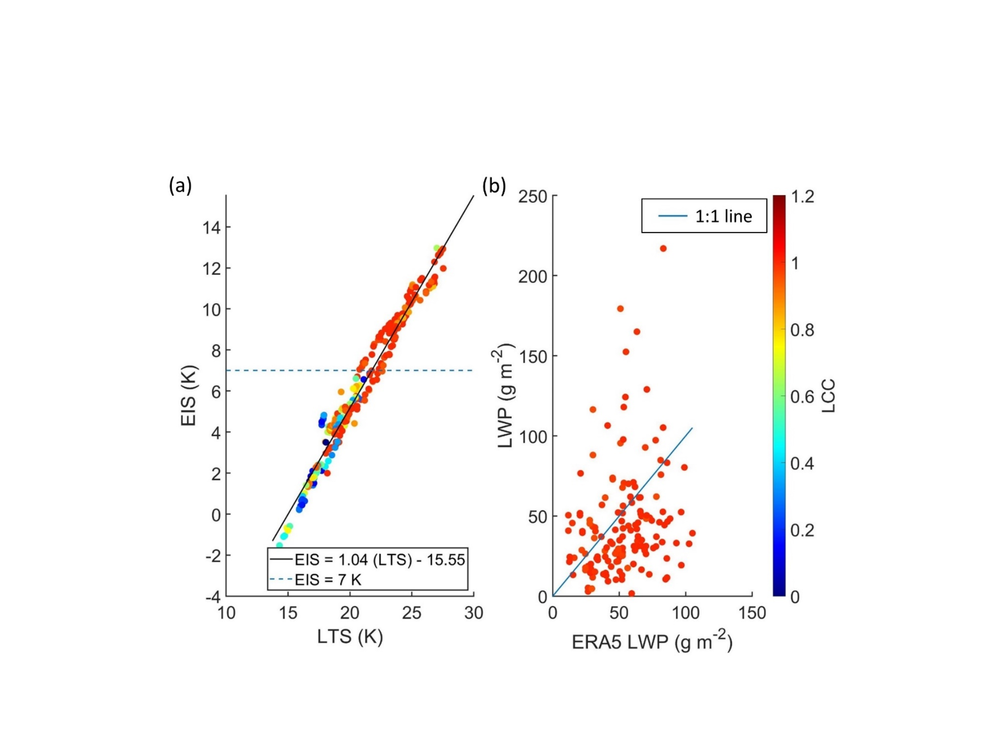 (a)
14
12
10
8
6
4
2
0
-2
-4
EIS (K)
10 15 20 25 30
LTS (K)
EIS = 1.04 (LTS) - 15.55
EIS = 7 K
(b)
250
200
150
100
50
0
LWP (g m⁻²)
0 50 100 150
ERA5 LWP (g m⁻²)
1:1 line
1.2
1
0.8
0.6
0.4
0.2
0
LCC